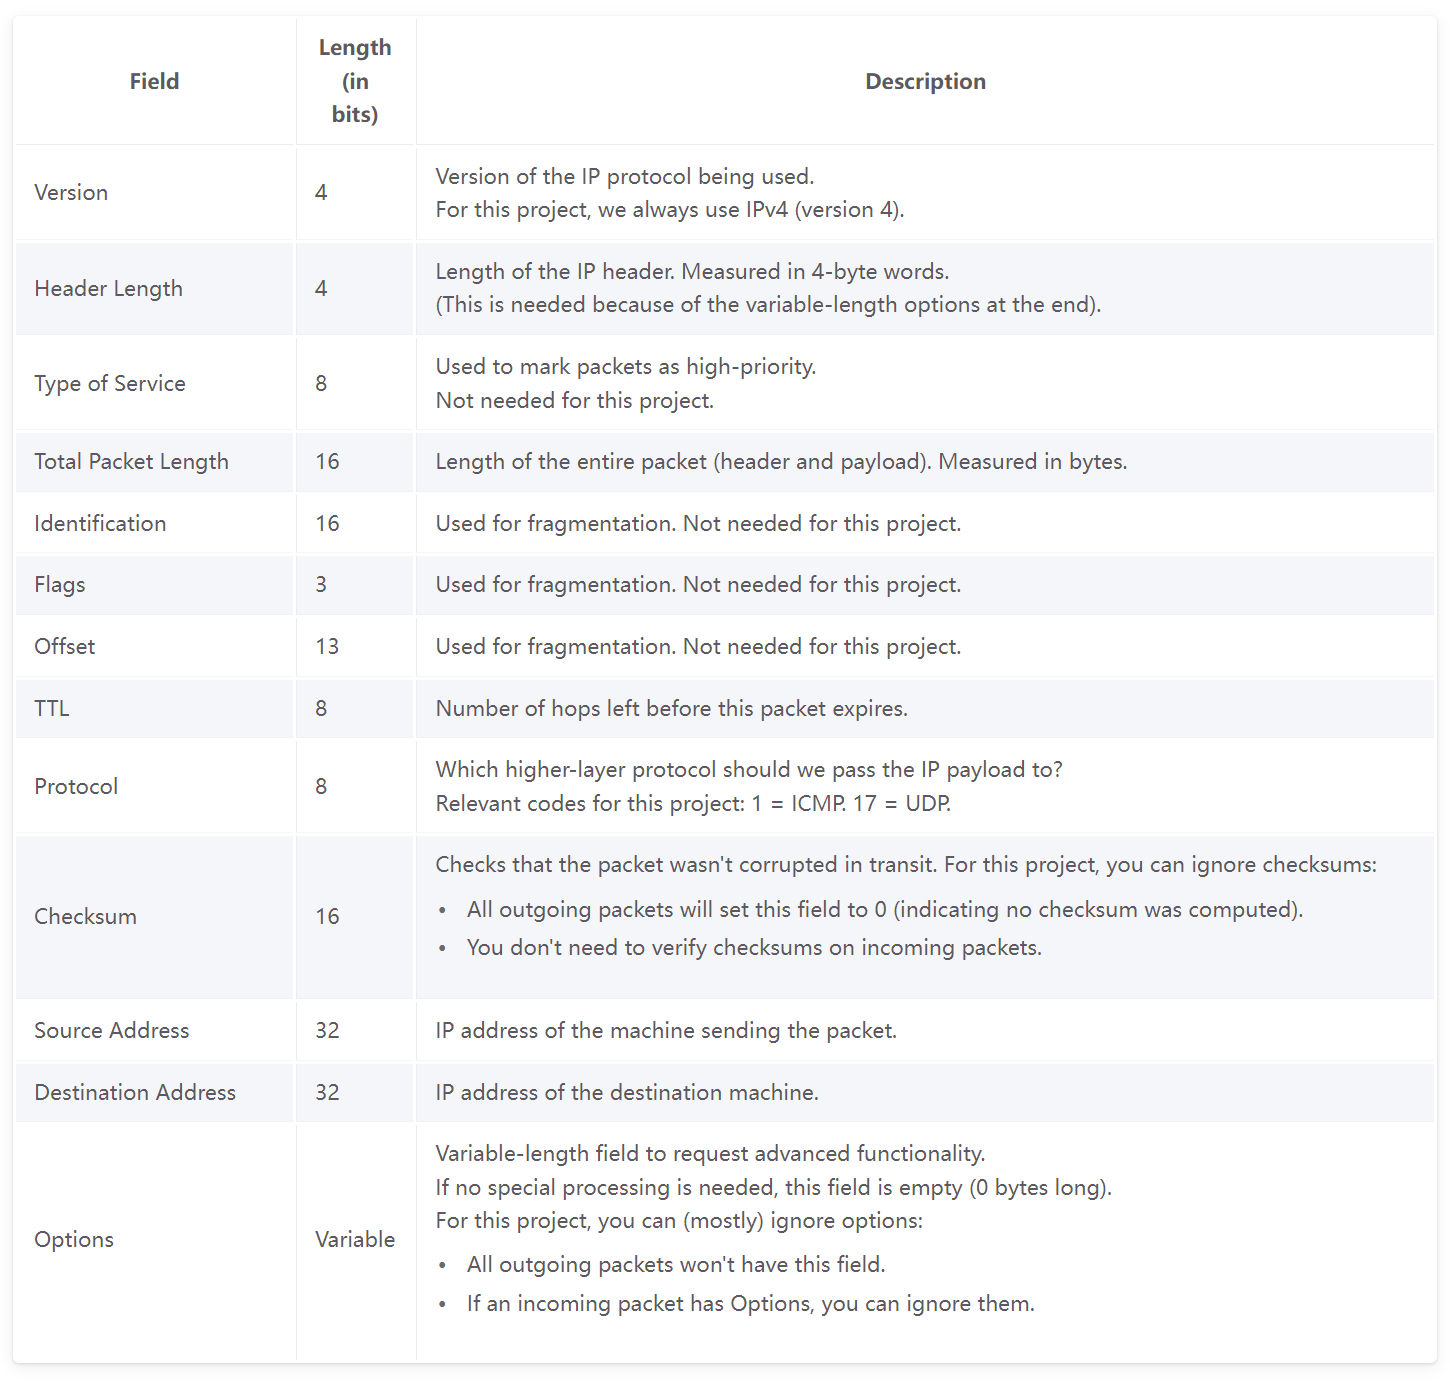 Field
Length
(in
bits)
Description
Version
4
Version of the IP protocol being used.
For this project, we always use IPv4 (version 4).
Header Length
4
Length of the IP header. Measured in 4-byte words.
(This is needed because of the variable-length options at the end).
Type of Service
8
Used to mark packets as high-priority.
Not needed for this project.
Total Packet Length
16
Length of the entire packet (header and payload). Measured in bytes.
Identification
16
Used for fragmentation. Not needed for this project.
Flags
3
Used for fragmentation. Not needed for this project.
Offset
13
Used for fragmentation. Not needed for this project.
TTL
8
Number of hops left before this packet expires.
Protocol
8
Which higher-layer protocol should we pass the IP payload to?
Relevant codes for this project: 1 = ICMP. 17 = UDP.
Checksum
16
Checks that the packet wasn't corrupted in transit. For this project, you can ignore checksums:
• All outgoing packets will set this field to 0 (indicating no checksum was computed).
• You don't need to verify checksums on incoming packets.
Source Address
32
IP address of the machine sending the packet.
Destination Address
32
IP address of the destination machine.
Options
Variable
Variable-length field to request advanced functionality.
If no special processing is needed, this field is empty (0 bytes long).
For this project, you can (mostly) ignore options:
• All outgoing packets won't have this field.
• If an incoming packet has Options, you can ignore them.